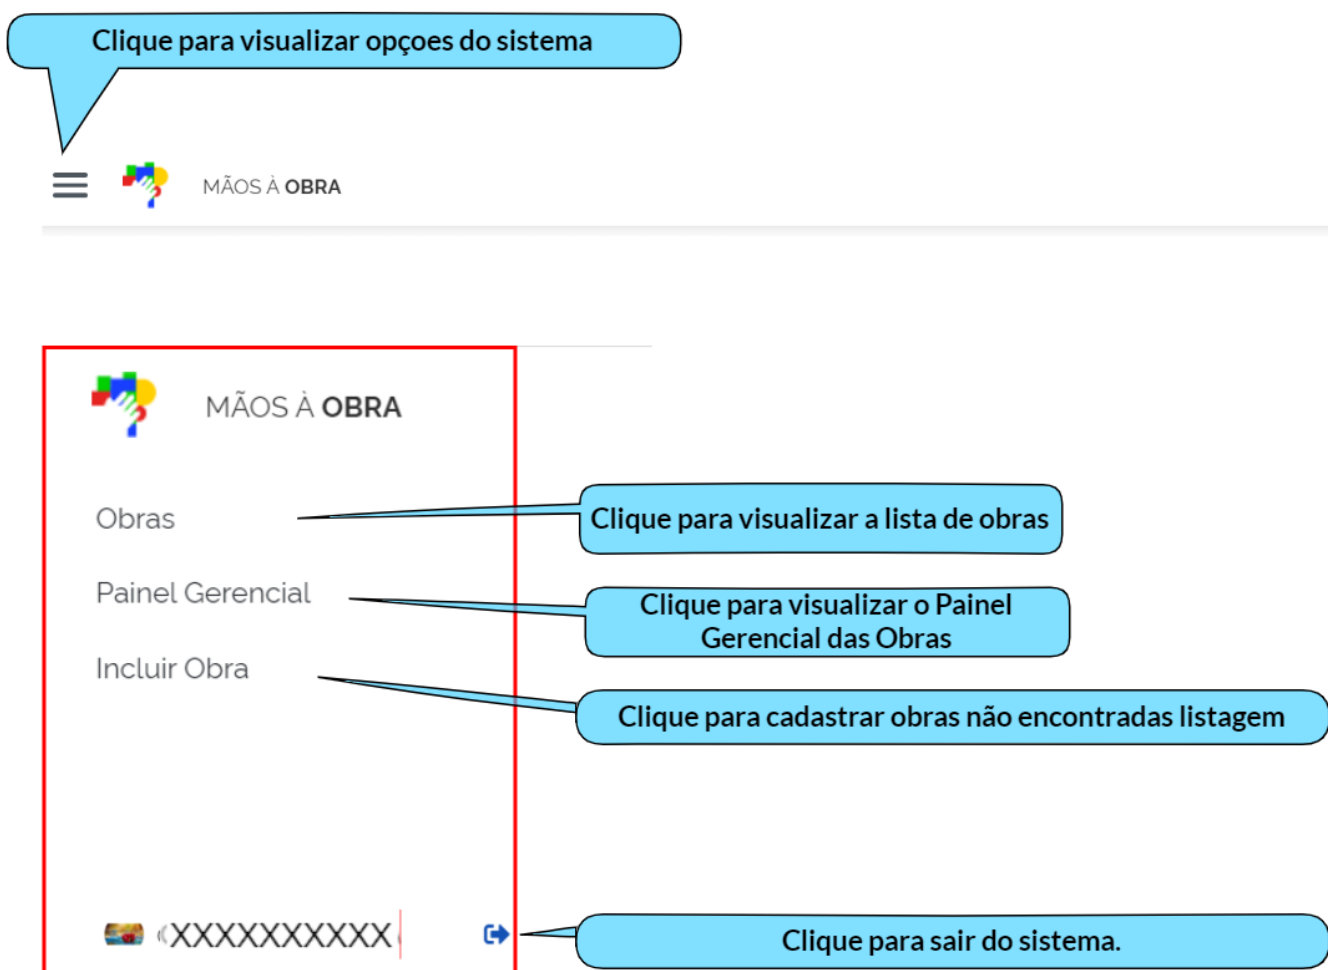 Clique para visualizar opçoes do sistema
MÃOS À OBRA
MÃOS À OBRA
Obras
Clique para visualizar a lista de obras
Painel Gerencial
Clique para visualizar o Painel
Gerencial das Obras
Incluir Obra
Clique para cadastrar obras não encontradas listagem
XXXXXXXXXX
Clique para sair do sistema.